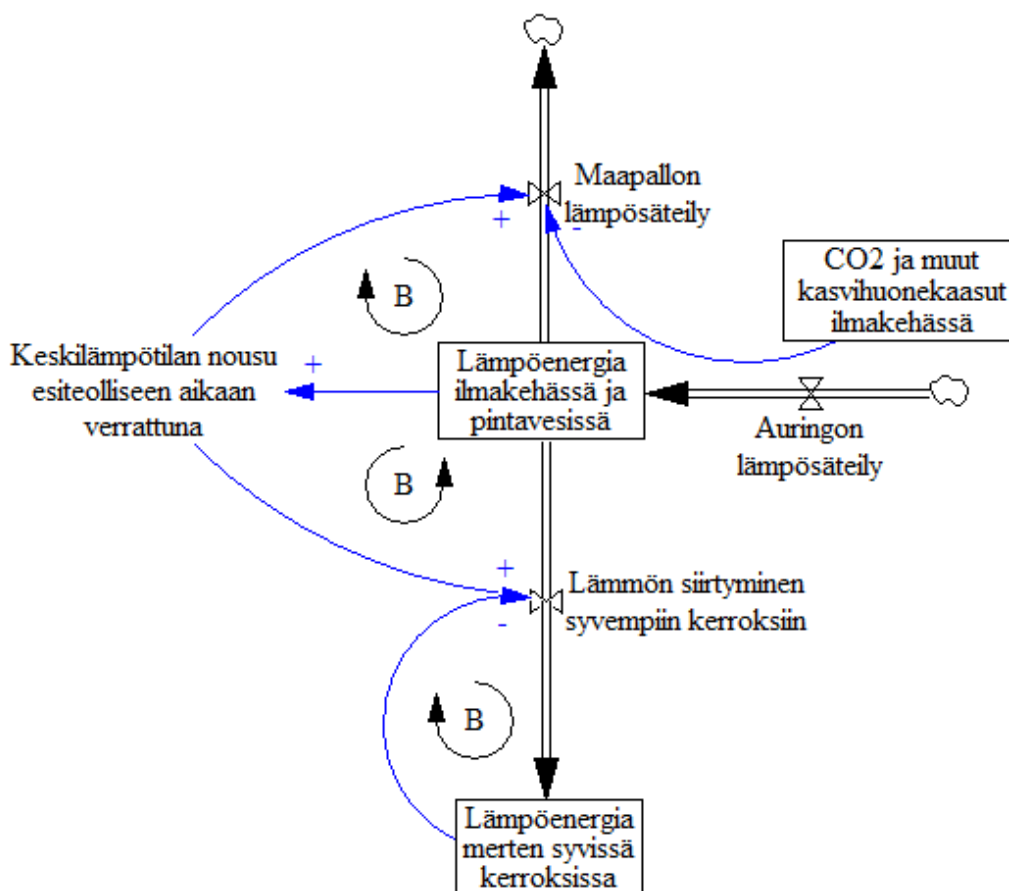 Maapallon
lämpösäteily
+
-
CO2 ja muut
kasvihuonekaasut
ilmakehässä
B
Keskilämpötilan nousu
esiteolliseen aikaan
verrattuna
+
Lämpöenergia
ilmakehässä ja
pintavesissä
Auringon
lämpösäteily
B
+
-
Lämmön siirtyminen
syvempiin kerroksiin
B
Lämpöenergia
merten syvissä
kerroksissa